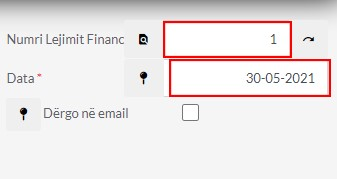 Numri Lejimit Financ 1
Data * 30-05-2021
Dërgo në email